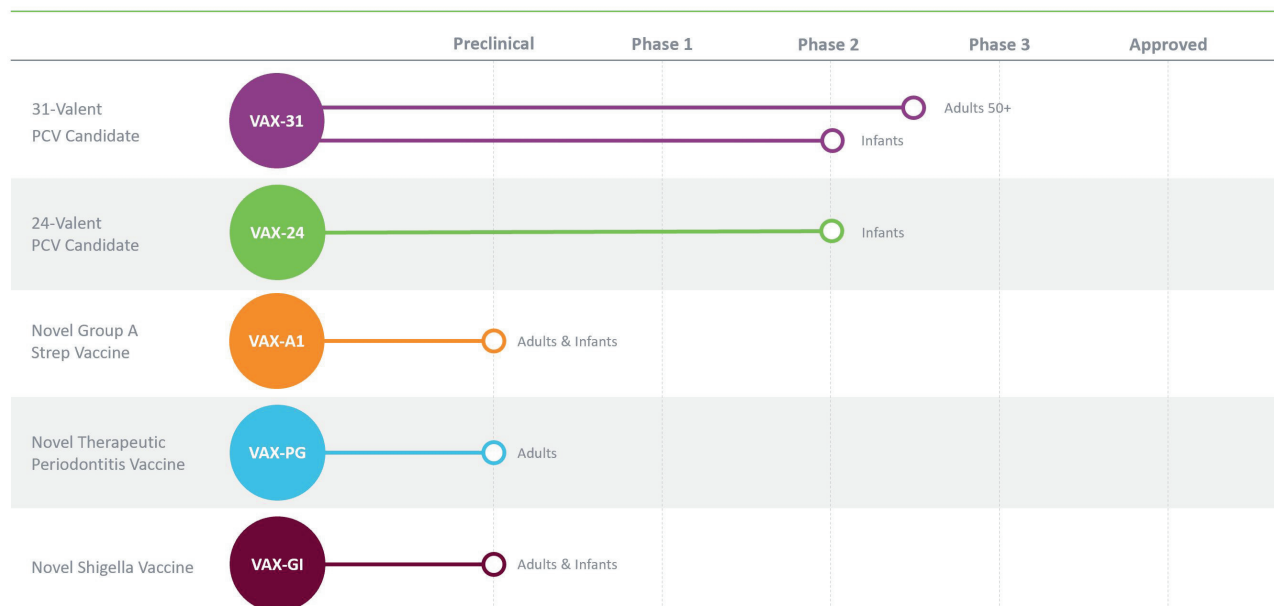 Preclinical Phase 1 Phase 2 Phase 3 Approved
31-Valent
PCV Candidate
VAX-31
Adults 50+
Infants
24-Valent
PCV Candidate
VAX-24
Infants
Novel Group A
Strep Vaccine
VAX-A1
Adults & Infants
Novel Therapeutic
Periodontitis Vaccine
VAX-PG
Adults
Novel Shigella Vaccine
VAX-GI
Adults & Infants